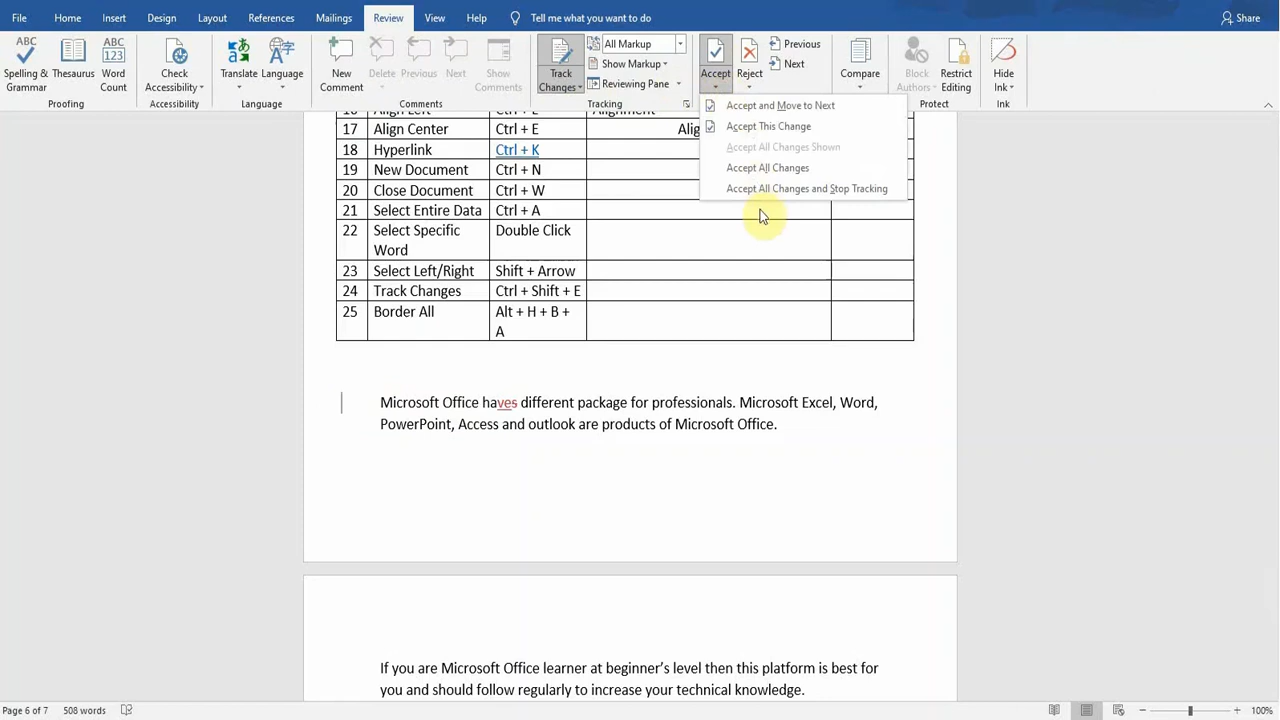 File Home Insert Design Layout References Mailings Review View Help Tell me what you want to do Share
Spelling & Grammar
Thesaurus
Word Count
Proofing
Check Accessibility
Accessibility
Translate
Language
Language
New Comment
Delete
Previous
Next
Show Comments
Comments
Track Changes
All Markup
Show Markup
Reviewing Pane
Tracking
Accept
Reject
Previous
Next
Compare
Block Authors
Restrict Editing
Protect
Hide Ink
Ink
Accept and Move to Next
Accept This Change
Accept All Changes Shown
Accept All Changes
Accept All Changes and Stop Tracking
16 Align Left Ctrl + L Alignment
17 Align Center Ctrl + E
18 Hyperlink Ctrl + K
19 New Document Ctrl + N
20 Close Document Ctrl + W
21 Select Entire Data Ctrl + A
22 Select Specific Word Double Click
23 Select Left/Right Shift + Arrow
24 Track Changes Ctrl + Shift + E
25 Border All Alt + H + B + A
Microsoft Office haves different package for professionals. Microsoft Excel, Word,
PowerPoint, Access and outlook are products of Microsoft Office.
If you are Microsoft Office learner at beginner's level then this platform is best for
you and should follow regularly to increase your technical knowledge.
Page 6 of 7 508 words 100%